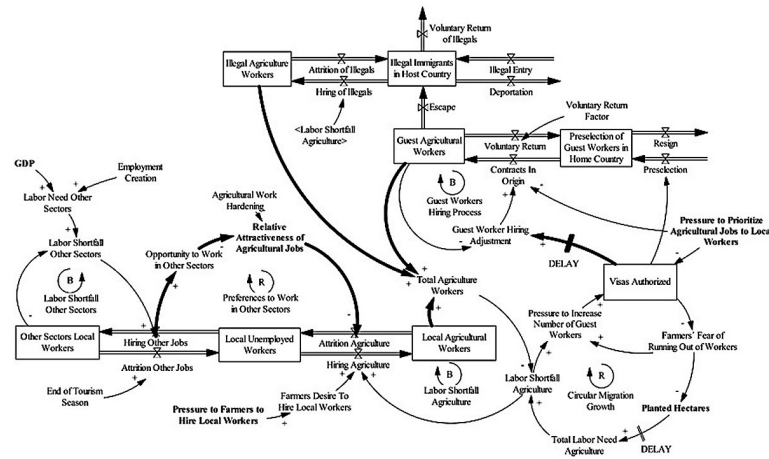 Voluntary Return
of Illegals
Illegal Agriculture
Workers
Attrition of Illegals
Hring of Illegals
Illegal Immigrants
in Host Country
Illegal Entry
Deportation
<Labor Shortfall
Agriculture>
Escape
Voluntary Return
Factor
Guest Agricultural
Workers
Voluntary Return
Contracts In
Origin
Preselection of
Guest Workers in
Home Country
Resign
Preselection
GDP
Employment
Creation
Labor Need Other
Sectors
Agricultural Work
Hardening
B
Guest Workers
Hiring Process
Labor Shortfall
Other Sectors
Relative
Attractiveness of
Agricultural Jobs
Guest Worker Hiring
Adjustment
Pressure to Prioritize
Agricultural Jobs to Local
Workers
Opportunity to Work
in Other Sectors
DELAY
B
Labor Shortfall
Other Sectors
R
Preferences to Work
in Other Sectors
Total Agriculture
Workers
Visas Authorized
Pressure to Increase
Number of Guest
Workers
Other Sectors Local
Workers
Hiring Other Jobs
Attrition Other Jobs
Local Unemployed
Workers
Attrition Agriculture
Hiring Agriculture
Local Agricultural
Workers
Farmers' Fear of
Running Out of Workers
End of Tourism
Season
B
Labor Shortfall
Agriculture
Labor Shortfall
Agriculture
R
Circular Migration
Growth
Pressure to Farmers to
Hire Local Workers
Farmers Desire To
Hire Local Workers
Planted Hectares
Total Labor Need
Agriculture
DELAY